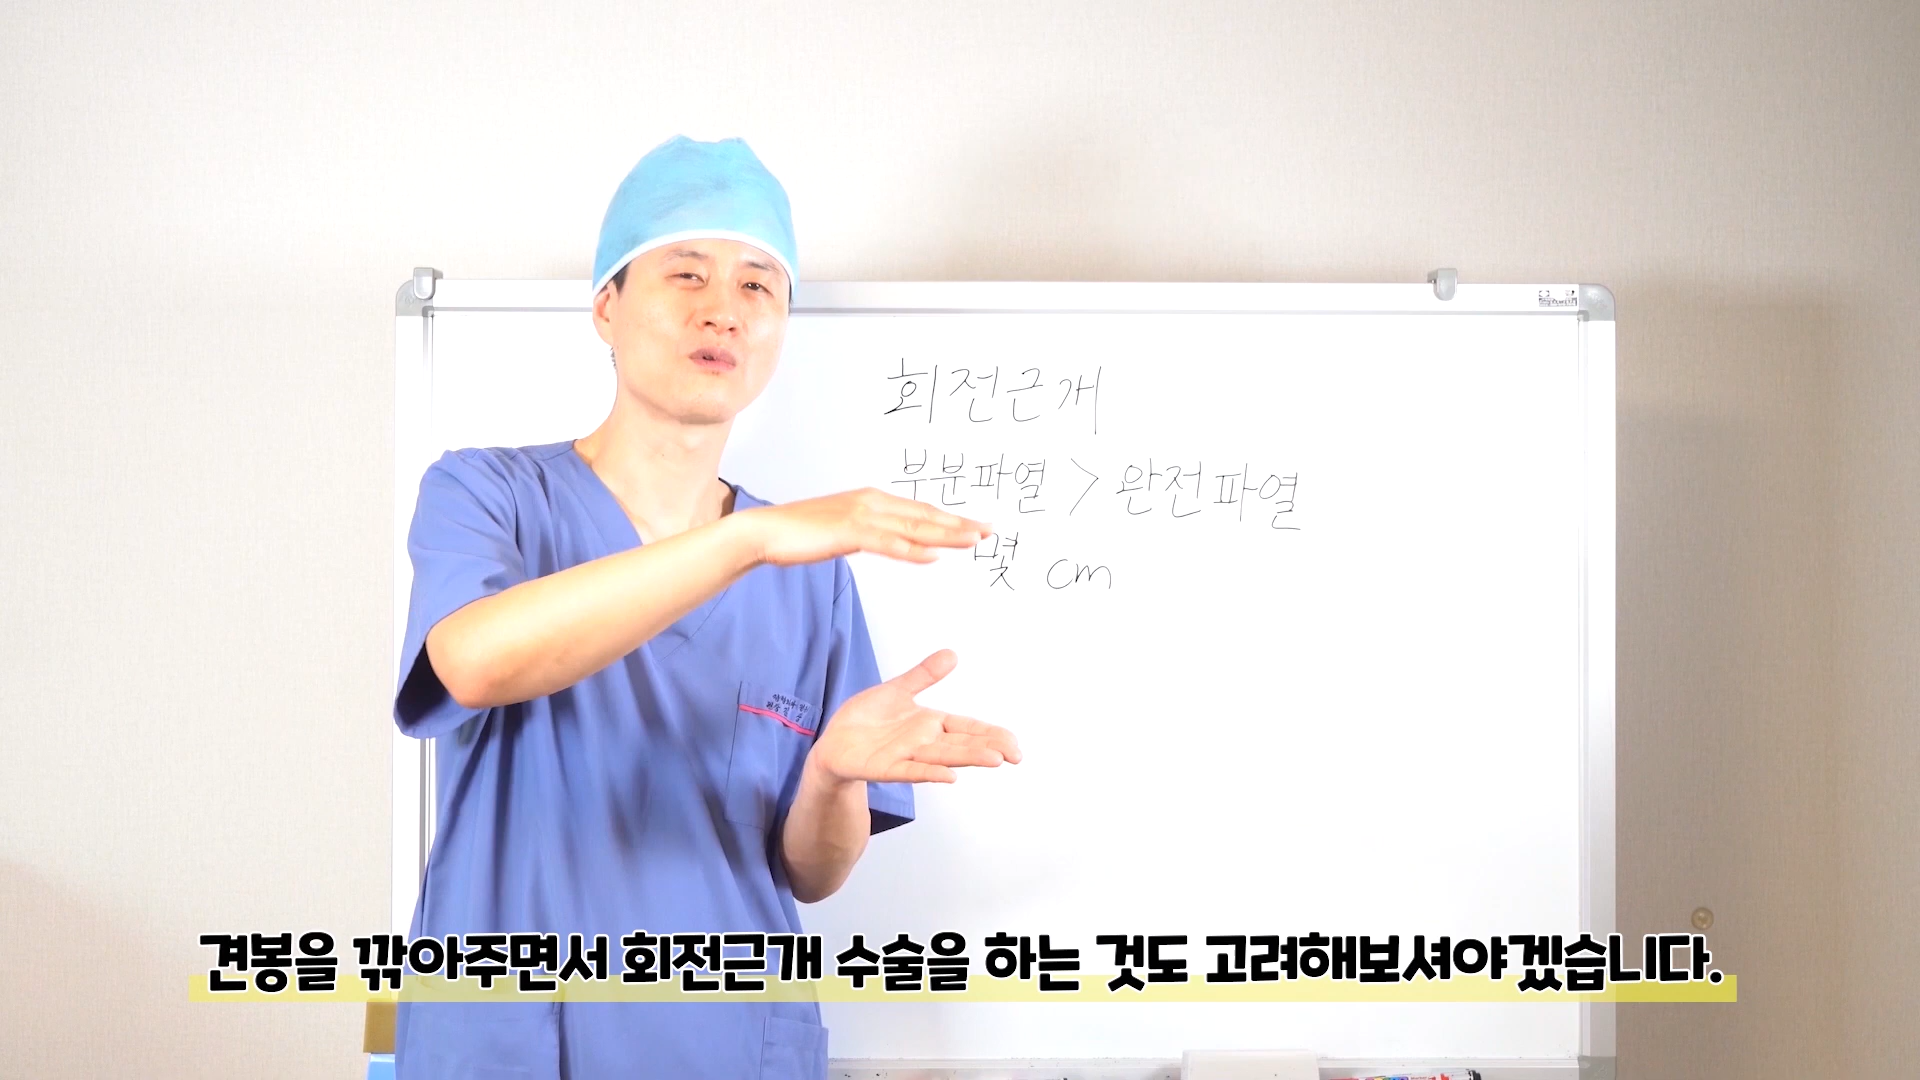 회전근개
부분파열 > 완전파열
몇 cm
견봉을 깎아주면서 회전근개 수술을 하는 것도 고려해보셔야겠습니다.